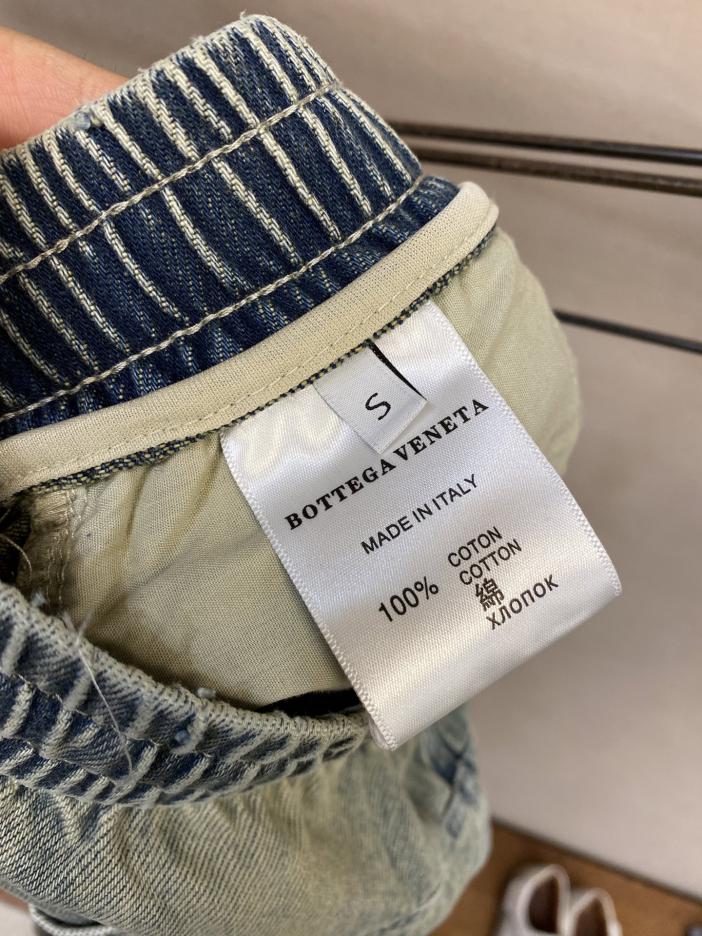 S
BOTTEGA VENETA
MADE IN ITALY
100%
COTON
COTTON
綿
ХЛОПОК